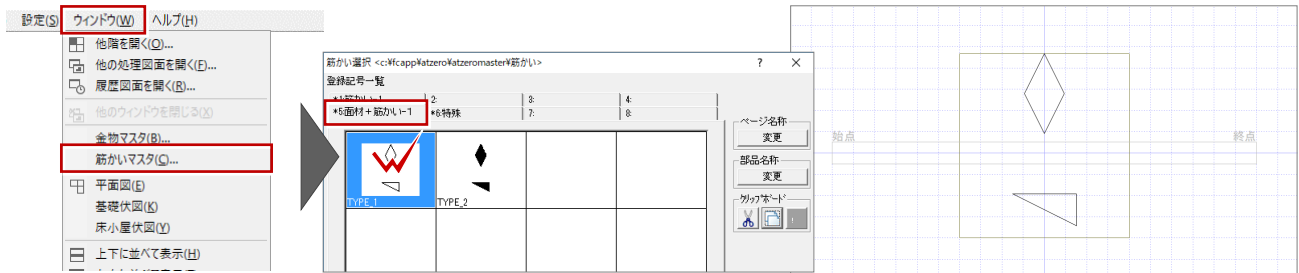 設定(S) ウィンドウ(W) ヘルプ(H)
他階を開く(O)...
他の処理図面を開く(F)...
履歴図面を開く(R)...
他のウィンドウを閉じる(X)
金物マスタ(B)...
筋かいマスタ(C)...
平面図(E)
基礎伏図(K)
床小屋伏図(Y)
上下に並べて表示(H)
筋かい選択 <c:¥fcapp¥atzero¥atzeromaster¥筋かい>
? ×
登録記号一覧
2: 3: 4:
*5:面材+筋かい-1 *6:特殊 7: 8:
TYPE_1 TYPE_2
ページ名称
変更
部品名称
変更
クリップボード
始点 終点